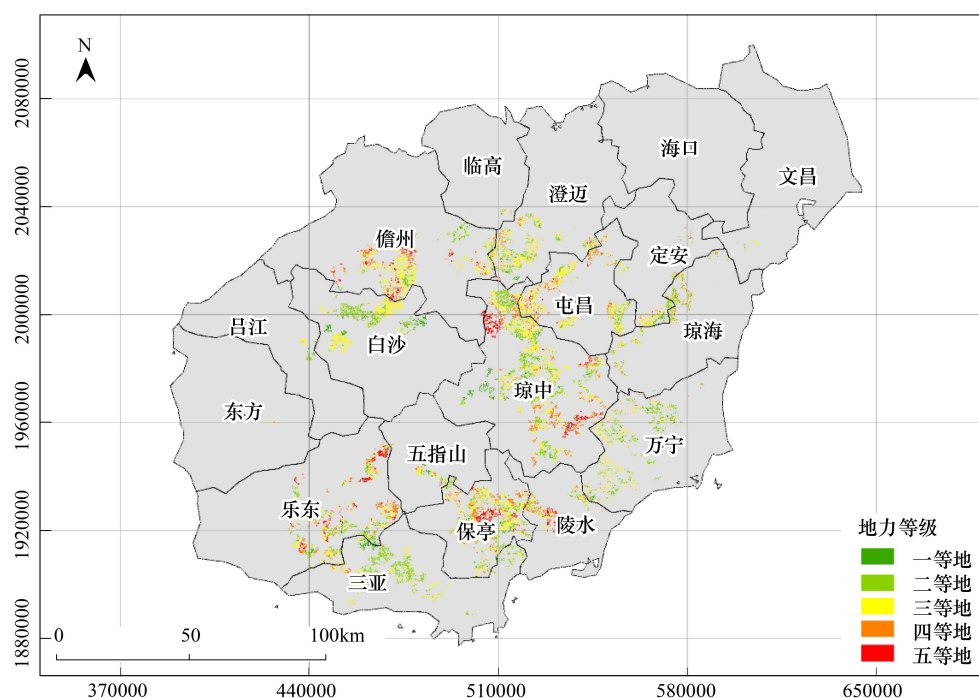 N
2080000
2040000
2000000
1960000
1920000
1880000
海口
临高
文昌
澄迈
儋州
定安
屯昌
吕江
琼海
白沙
琼中
东方
万宁
五指山
乐东
保亭
陵水
三亚
地力等级
一等地
二等地
三等地
四等地
五等地
0 50 100km
370000 440000 510000 580000 650000